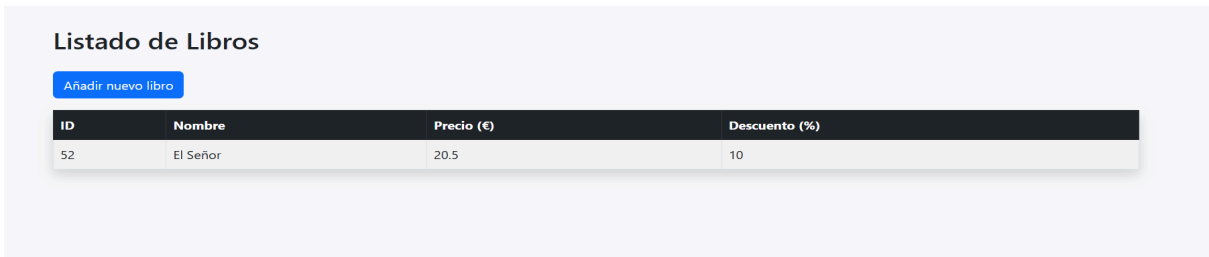 Listado de Libros
Añadir nuevo libro
ID Nombre Precio (€) Descuento (%)
52 El Señor 20.5 10